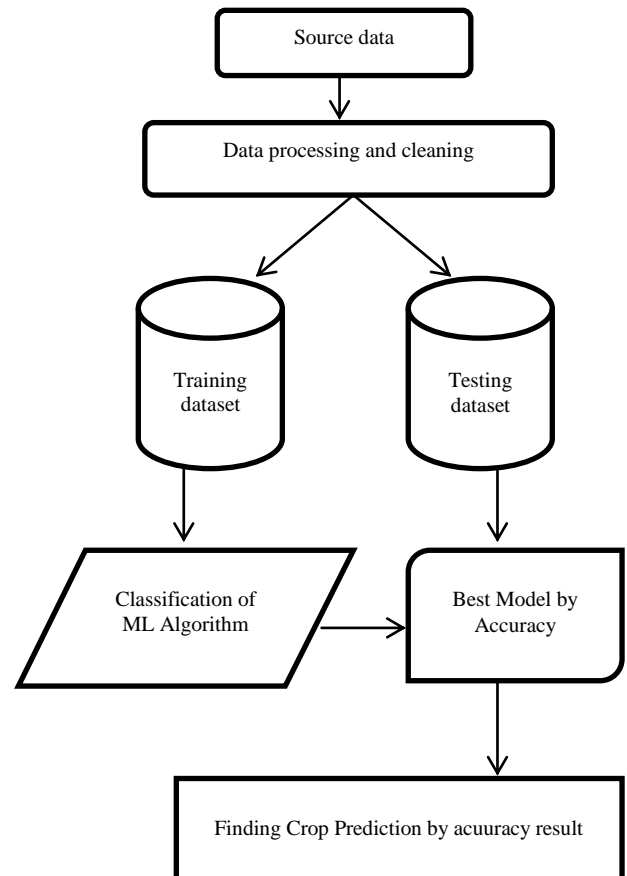 Source data
Data processing and cleaning
Training
dataset
Testing
dataset
Classification of
ML Algorithm
Best Model by
Accuracy
Finding Crop Prediction by acuuracy result